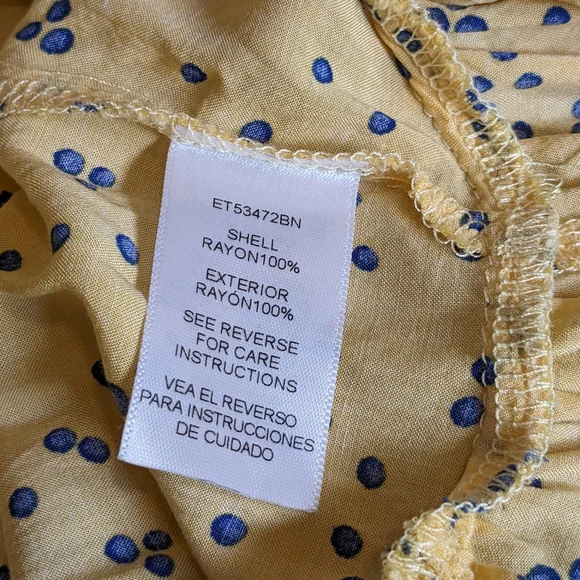 ET53472BN
SHELL
RAYON100%
EXTERIOR
RAYÓN100%
SEE REVERSE
FOR CARE
INSTRUCTIONS
VEA EL REVERSO
PARA INSTRUCCIONES
DE CUIDADO